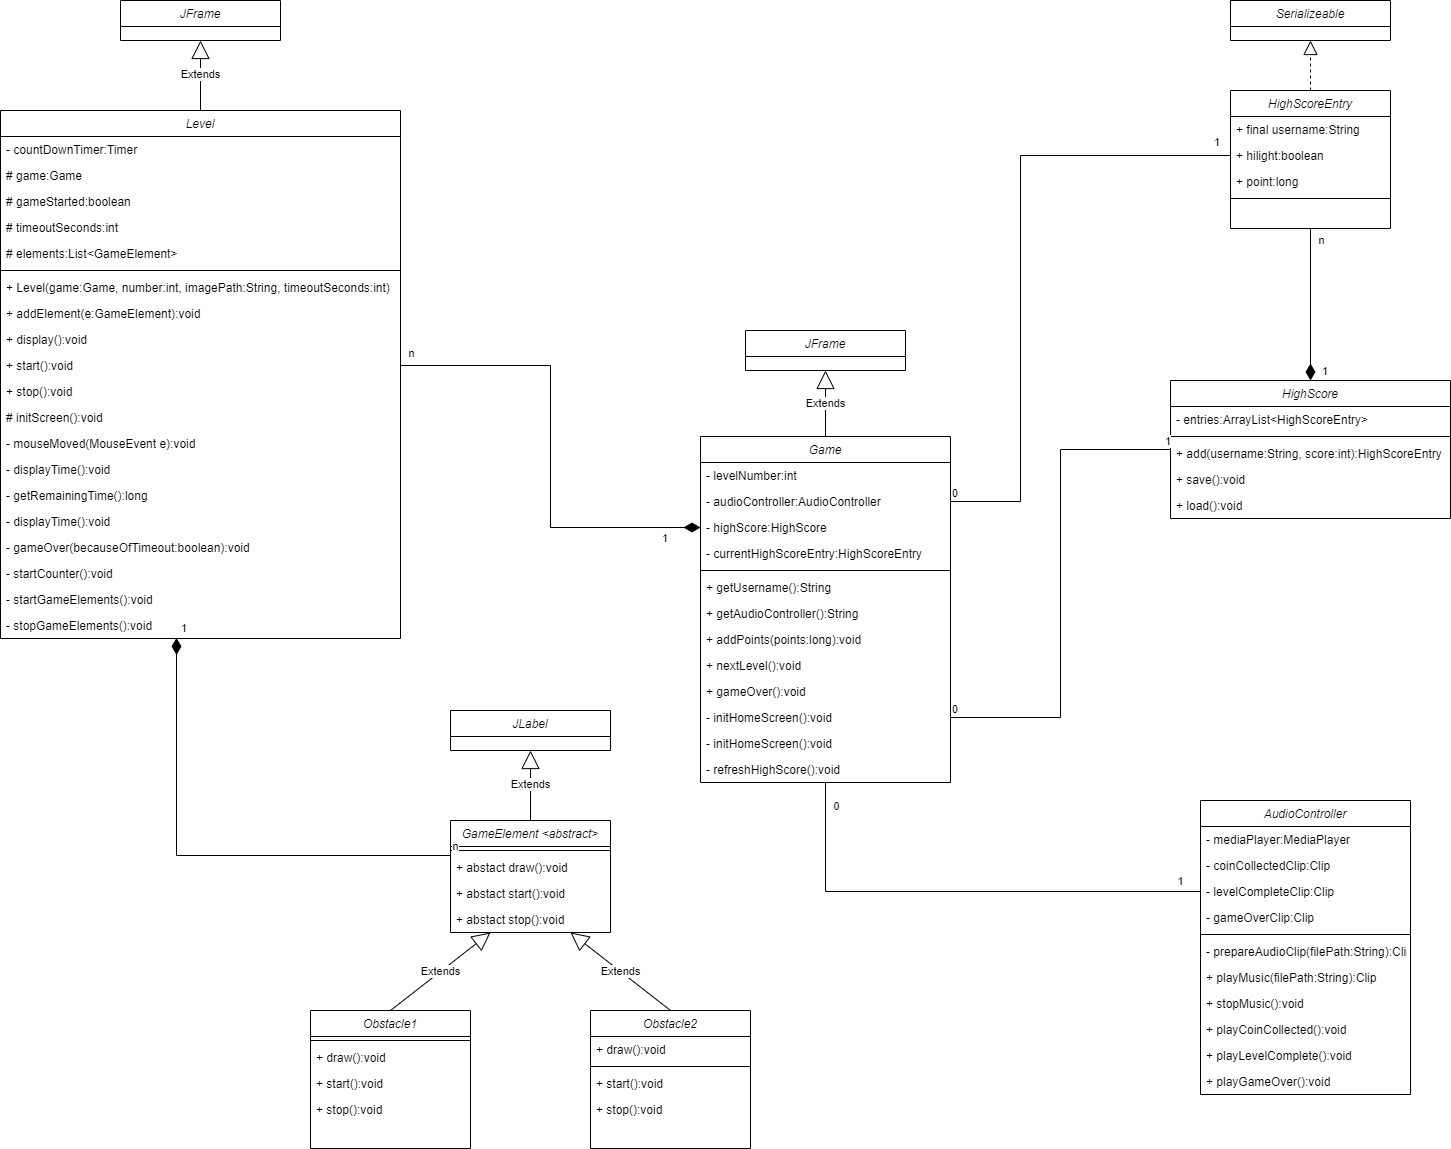 JFrame
Extends
Level
- countDownTimer:Timer
# game:Game
# gameStarted:boolean
# timeoutSeconds:int
# elements:List<GameElement>
+ Level(game:Game, number:int, imagePath:String, timeoutSeconds:int)
+ addElement(e:GameElement):void
+ display():void
+ start():void
+ stop():void
# initScreen():void
- mouseMoved(MouseEvent e):void
- displayTime():void
- getRemainingTime():long
- displayTime():void
- gameOver(becauseOfTimeout:boolean):void
- startCounter():void
- startGameElements():void
- stopGameElements():void
1
n
1
JFrame
Extends
Game
- levelNumber:int
- audioController:AudioController
- highScore:HighScore
- currentHighScoreEntry:HighScoreEntry
+ getUsername():String
+ getAudioController():String
+ addPoints(points:long):void
+ nextLevel():void
+ gameOver():void
- initHomeScreen():void
- initHomeScreen():void
- refreshHighScore():void
0
0
0
Serializeable
HighScoreEntry
+ final username:String
+ hilight:boolean
+ point:long
1
n
1
HighScore
- entries:ArrayList<HighScoreEntry>
+ add(username:String, score:int):HighScoreEntry
+ save():void
+ load():void
1
JLabel
Extends
GameElement <abstract>
n
+ abstact draw():void
+ abstact start():void
+ abstact stop():void
Extends
Extends
Obstacle1
+ draw():void
+ start():void
+ stop():void
Obstacle2
+ draw():void
+ start():void
+ stop():void
1
AudioController
- mediaPlayer:MediaPlayer
- coinCollectedClip:Clip
- levelCompleteClip:Clip
- gameOverClip:Clip
- prepareAudioClip(filePath:String):Cli
+ playMusic(filePath:String):Clip
+ stopMusic():void
+ playCoinCollected():void
+ playLevelComplete():void
+ playGameOver():void